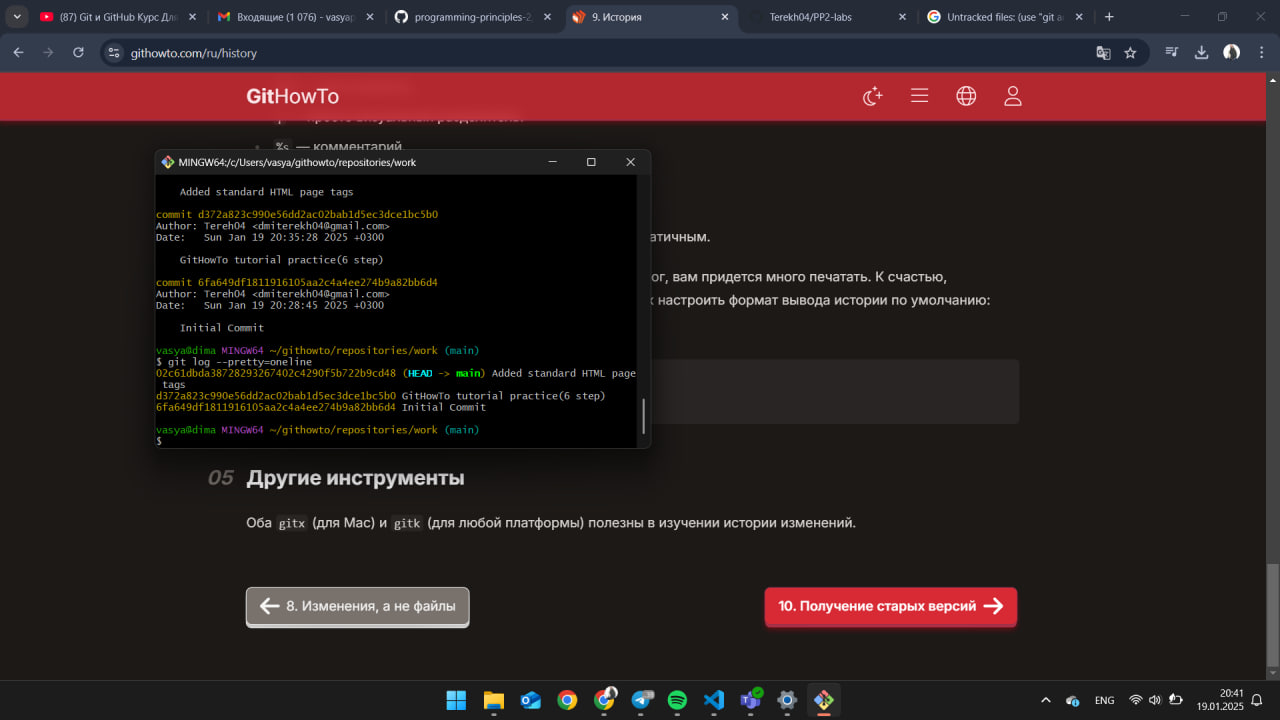 (87) Git и GitHub Курс Для
Входящие (1 076) - vasyap
programming-principles-2
9. История
Terekh04/PP2-labs
Untracked files: (use "git a
githowto.com/ru/history
GitHowTo
%s — комментарий
MINGW64:/c/Users/vasya/githowto/repositories/work
Added standard HTML page tags
commit d372a823c990e56dd2ac02bab1d5ec3dce1bc5b0
Author: Tereh04 <dmiterekh04@gmail.com>
Date: Sun Jan 19 20:35:28 2025 +0300
GitHowTo tutorial practice(6 step)
commit 6fa649df1811916105aa2c4a4ee274b9a82bb6d4
Author: Tereh04 <dmiterekh04@gmail.com>
Date: Sun Jan 19 20:28:45 2025 +0300
Initial Commit
vasya@dima MINGW64 ~/githowto/repositories/work (main)
$ git log --pretty=oneline
02c61dbda38728293267402c4290f5b722b9cd48 (HEAD -> main) Added standard HTML page
tags
d372a823c990e56dd2ac02bab1d5ec3dce1bc5b0 GitHowTo tutorial practice(6 step)
6fa649df1811916105aa2c4a4ee274b9a82bb6d4 Initial Commit
vasya@dima MINGW64 ~/githowto/repositories/work (main)
$
атичным.
ог, вам придется много печатать. К счастью,
к настроить формат вывода истории по умолчанию:
05 Другие инструменты
Оба gitx (для Mac) и gitk (для любой платформы) полезны в изучении истории изменений.
← 8. Изменения, а не файлы
10. Получение старых версий →
ENG
20:41
19.01.2025